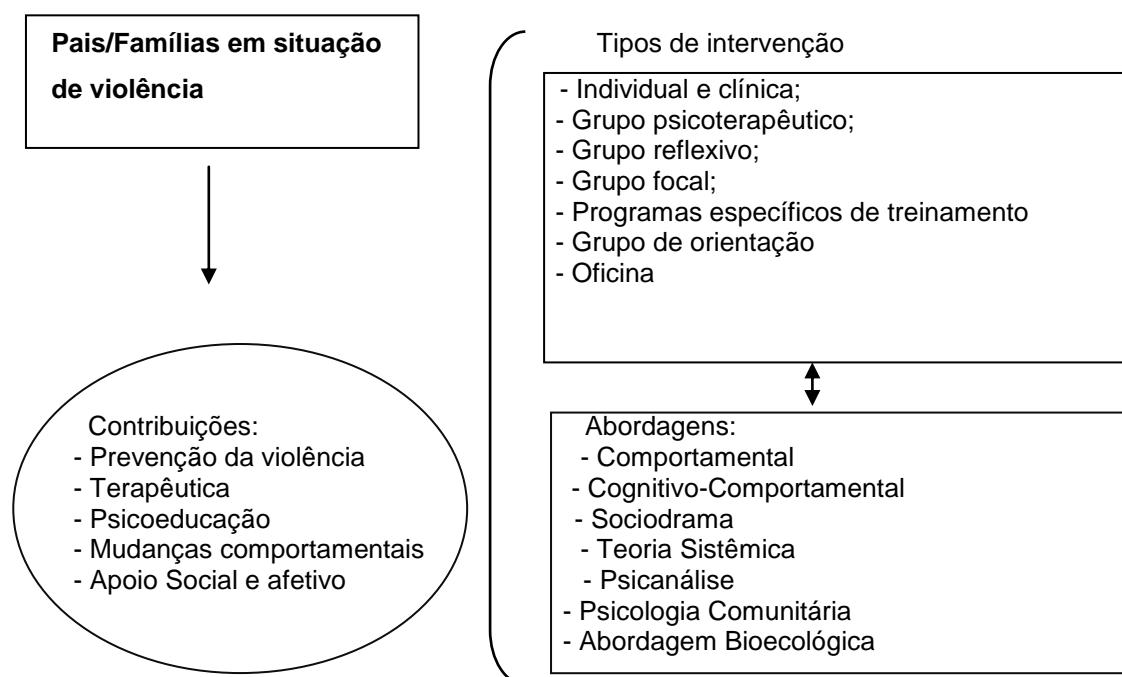 Pais/Famílias em situação
de violência
Tipos de intervenção
- Individual e clínica;
- Grupo psicoterapêutico;
- Grupo reflexivo;
- Grupo focal;
- Programas específicos de treinamento
- Grupo de orientação
- Oficina
Contribuições:
- Prevenção da violência
- Terapêutica
- Psicoeducação
- Mudanças comportamentais
- Apoio Social e afetivo
Abordagens:
- Comportamental
- Cognitivo-Comportamental
- Sociodrama
- Teoria Sistêmica
- Psicanálise
- Psicologia Comunitária
- Abordagem Bioecológica